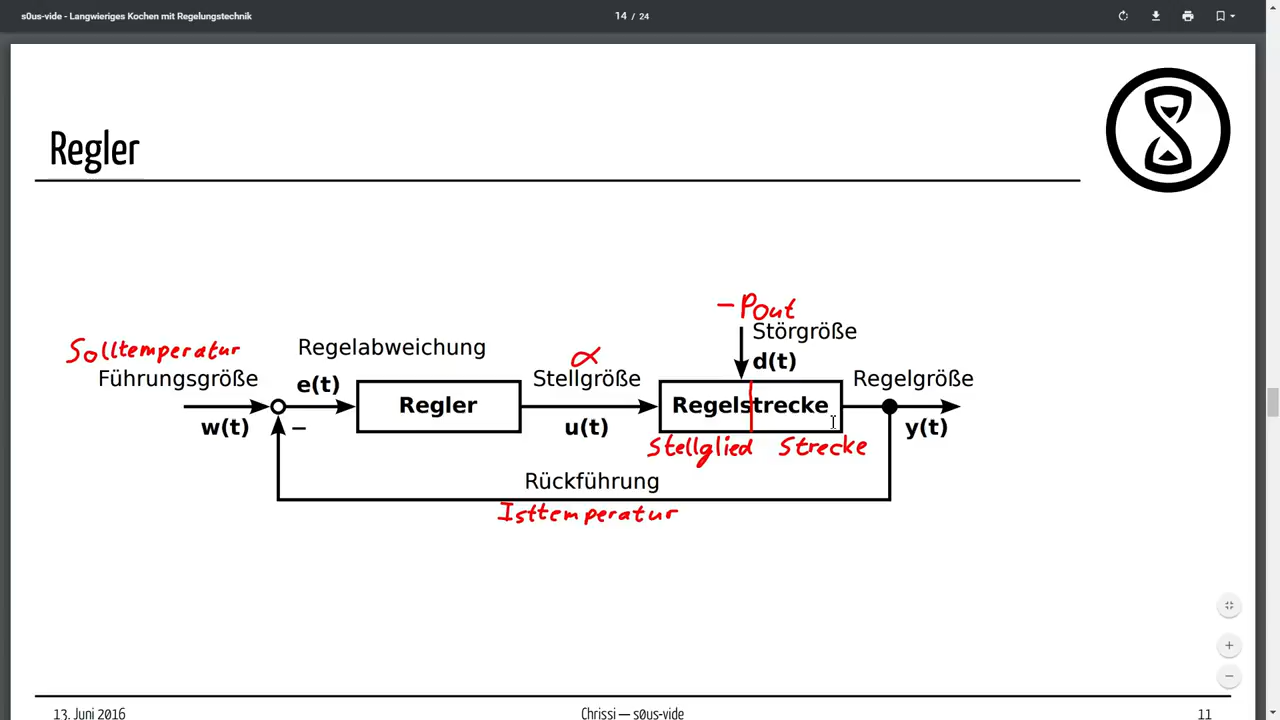 s0us-vide - Langwieriges Kochen mit Regelungstechnik
14 / 24
Regler
-Pout
Störgröße
d(t)
Solltemperatur
Führungsgröße
w(t)
Regelabweichung
e(t)
−
Regler
α
Stellgröße
u(t)
Regelstrecke
Stellglied Strecke
Regelgröße
y(t)
Rückführung
Isttemperatur
13. Juni 2016
Chrissi — s0us-vide
11